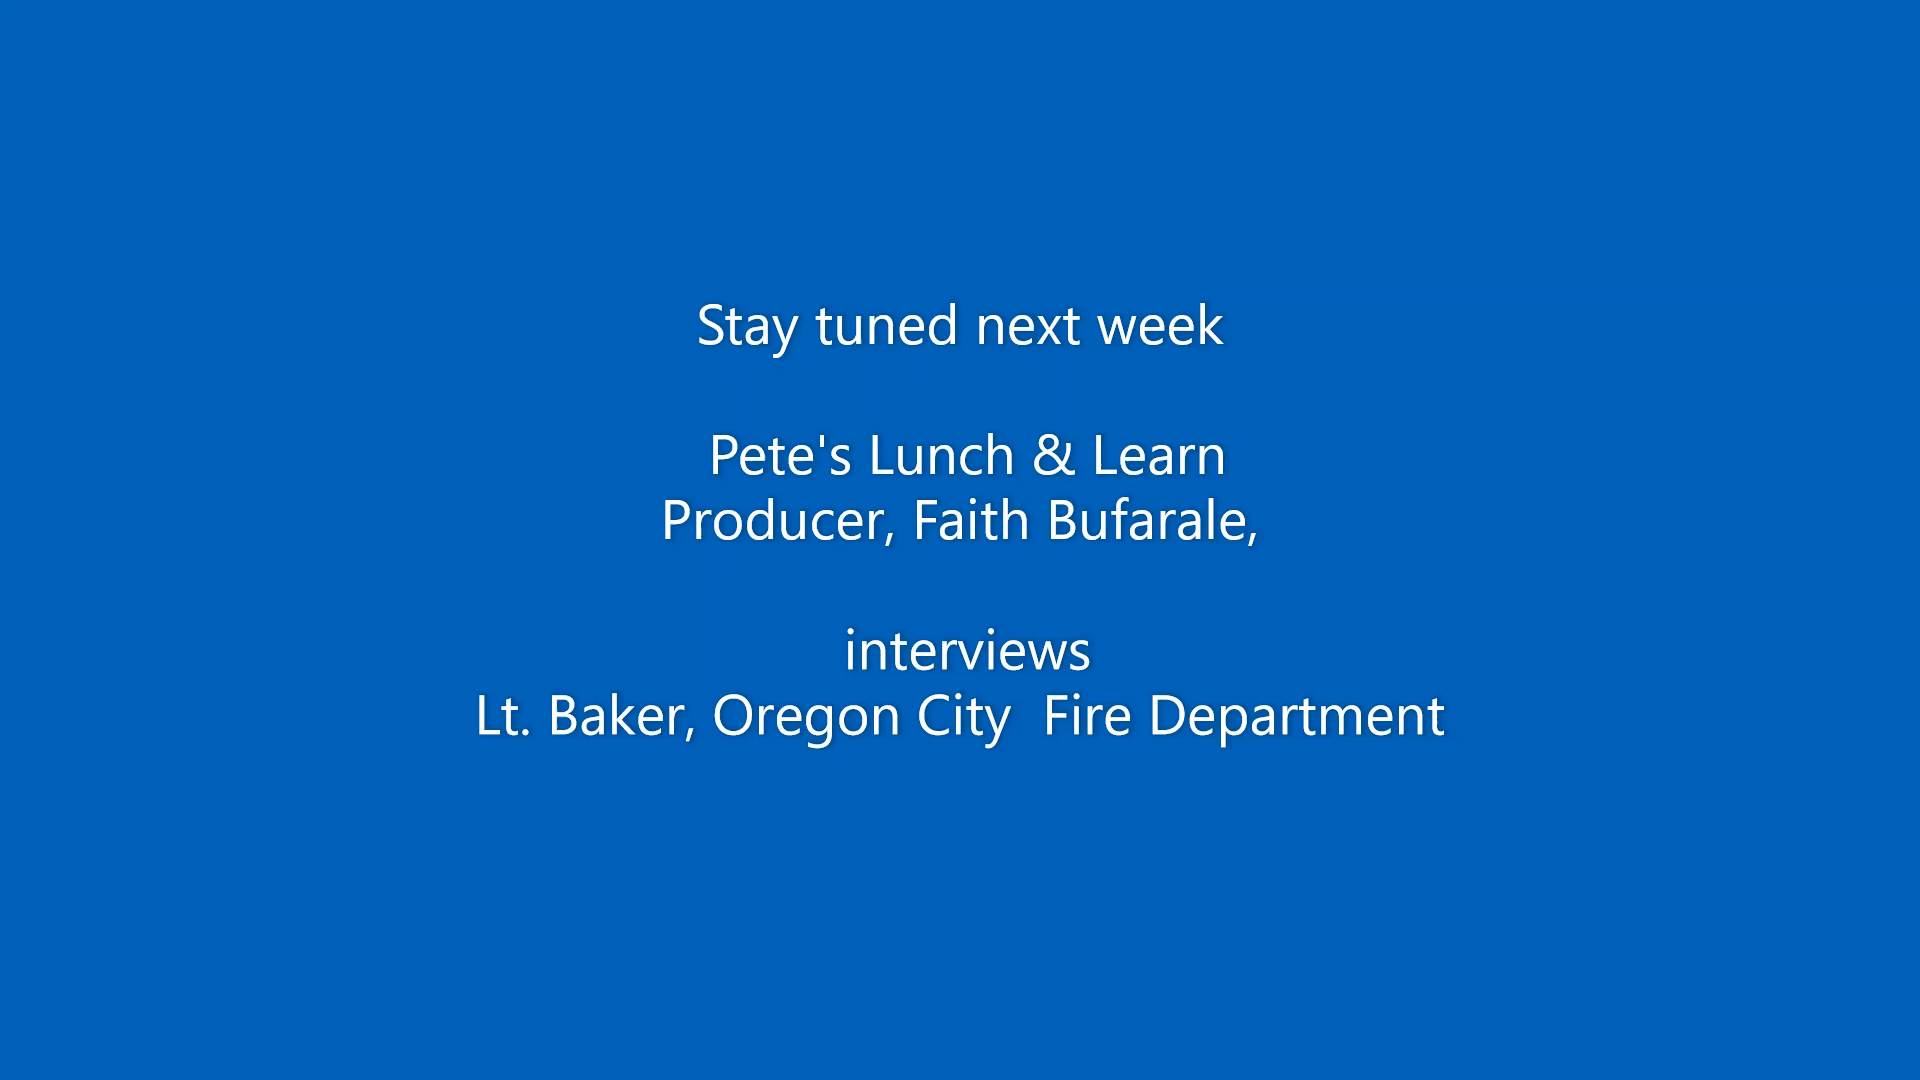 Stay tuned next week
Pete's Lunch & Learn
Producer, Faith Bufarale,
interviews
Lt. Baker, Oregon City  Fire Department